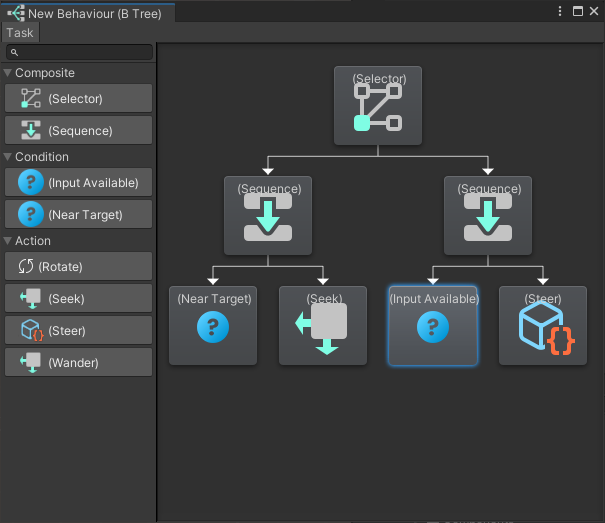 New Behaviour (B Tree)
Task
Composite
(Selector)
(Sequence)
Condition
(Input Available)
(Near Target)
Action
(Rotate)
(Seek)
(Steer)
(Wander)
(Selector)
(Sequence)
(Sequence)
(Near Target)
(Seek)
(Input Available)
(Steer)